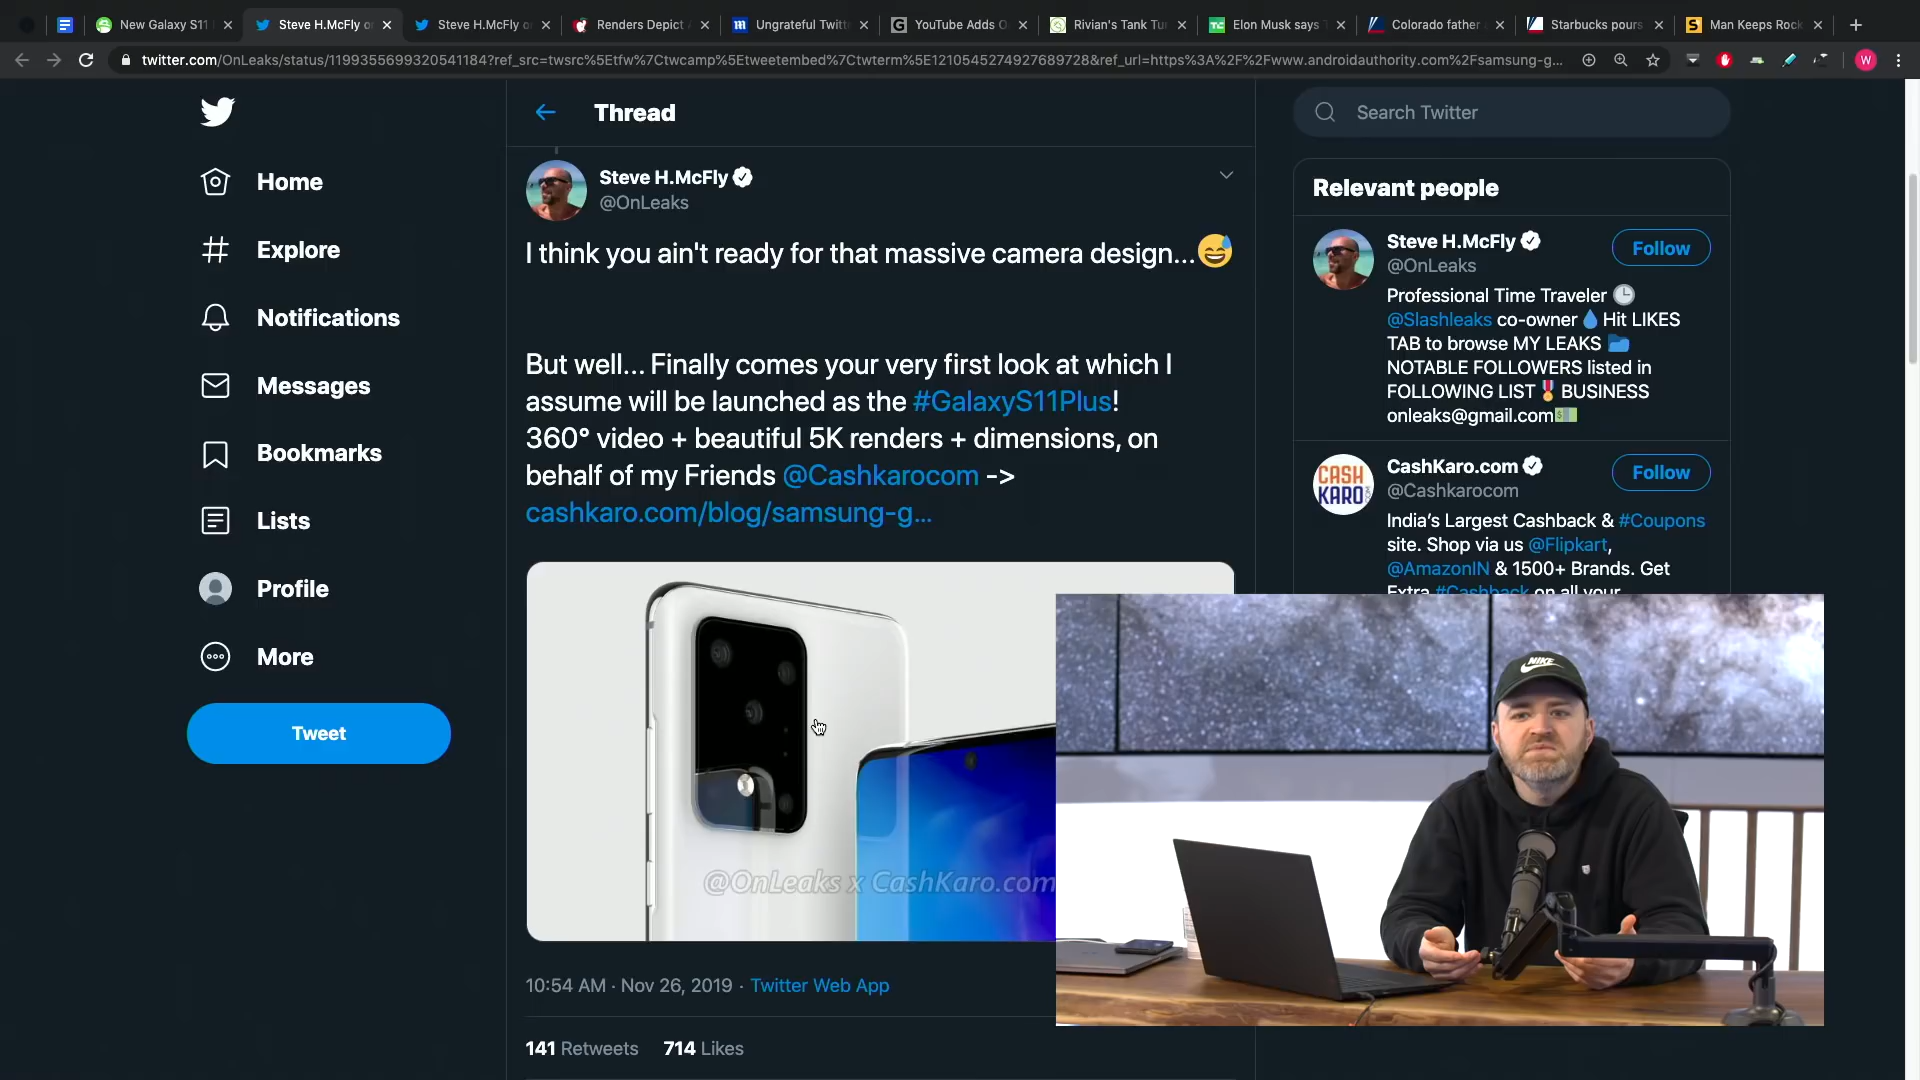 New Galaxy S11
Steve H.McFly o
Steve H.McFly o
Renders Depict
Ungrateful Twitt
YouTube Adds
Rivian's Tank Tu
Elon Musk says
Colorado father
Starbucks pours
Man Keeps Rock
twitter.com/OnLeaks/status/1199355699320541184?ref_src=twsrc%5Etfw%7Ctwcamp%5Etweetembed%7Ctwterm%5E1210545274927689728&ref_url=https%3A%2F%2Fwww.androidauthority.com%2Fsamsung-g...
W
Home
Explore
Notifications
Messages
Bookmarks
Lists
Profile
More
Tweet
Thread
Steve H.McFly
@OnLeaks
I think you ain't ready for that massive camera design...😅
But well... Finally comes your very first look at which I
assume will be launched as the #GalaxyS11Plus!
360° video + beautiful 5K renders + dimensions, on
behalf of my Friends @Cashkarocom ->
cashkaro.com/blog/samsung-g...
@OnLeaks x CashKaro.com
10:54 AM · Nov 26, 2019 · Twitter Web App
141 Retweets 714 Likes
Search Twitter
Relevant people
Steve H.McFly
@OnLeaks
Follow
Professional Time Traveler 🕒
@Slashleaks co-owner 💧 Hit LIKES
TAB to browse MY LEAKS 📂
NOTABLE FOLLOWERS listed in
FOLLOWING LIST 🎖 BUSINESS
onleaks@gmail.com💵
CASH
KARO
CashKaro.com
@Cashkarocom
Follow
India's Largest Cashback & #Coupons
site. Shop via us @Flipkart,
@AmazonIN & 1500+ Brands. Get
Extra #Cashback on all your
NIKE